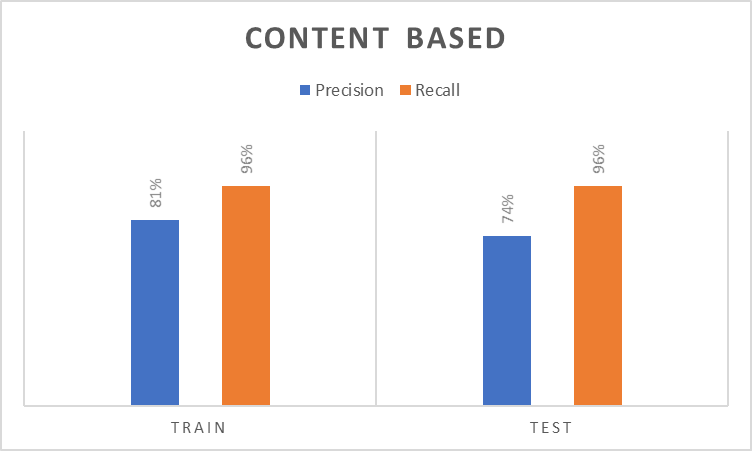 CONTENT BASED
Precision Recall
81% 96% 74% 96%
TRAIN TEST